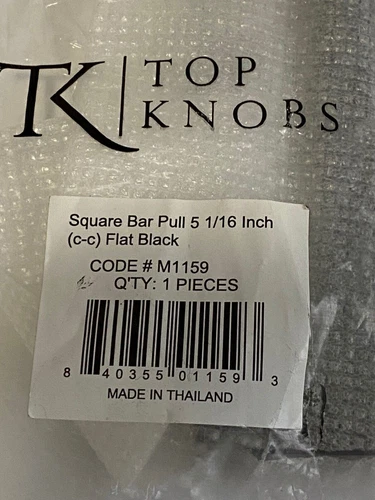 TK | TOP
KNOBS
Square Bar Pull 5 1/16 Inch
(c-c) Flat Black
CODE # M1159
Q'TY: 1 PIECES
8 40355 01159 3
MADE IN THAILAND